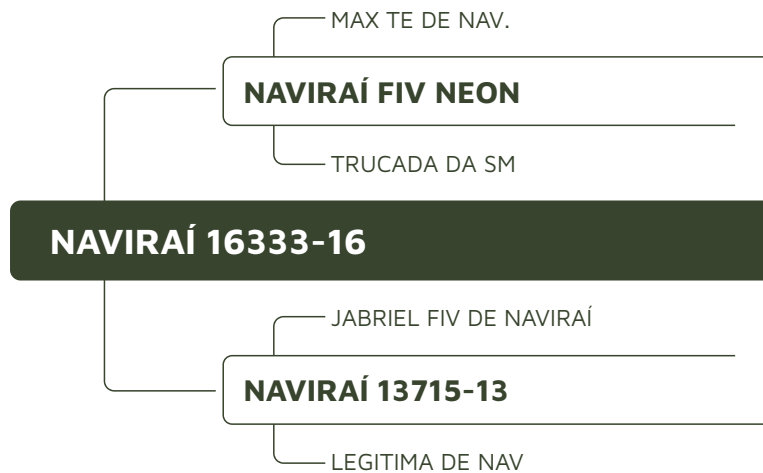 MAX TE DE NAV.
NAVIRAÍ FIV NEON
TRUCADA DA SM
NAVIRAÍ 16333-16
JABRIEL FIV DE NAVIRAÍ
NAVIRAÍ 13715-13
LEGITIMA DE NAV